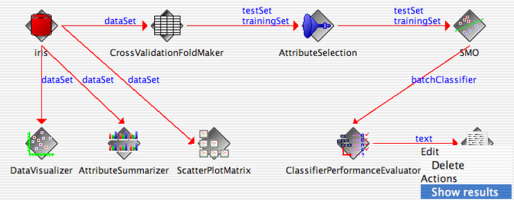 dataSet
testSet
trainingSet
testSet
trainingSet
iris
CrossValidationFoldMaker
AttributeSelection
SMO
dataSet
dataSet
dataSet
batchClassifier
text
DataVisualizer
AttributeSummarizer
ScatterPlotMatrix
ClassifierPerformanceEvaluator
Edit
Delete
Actions
Show results